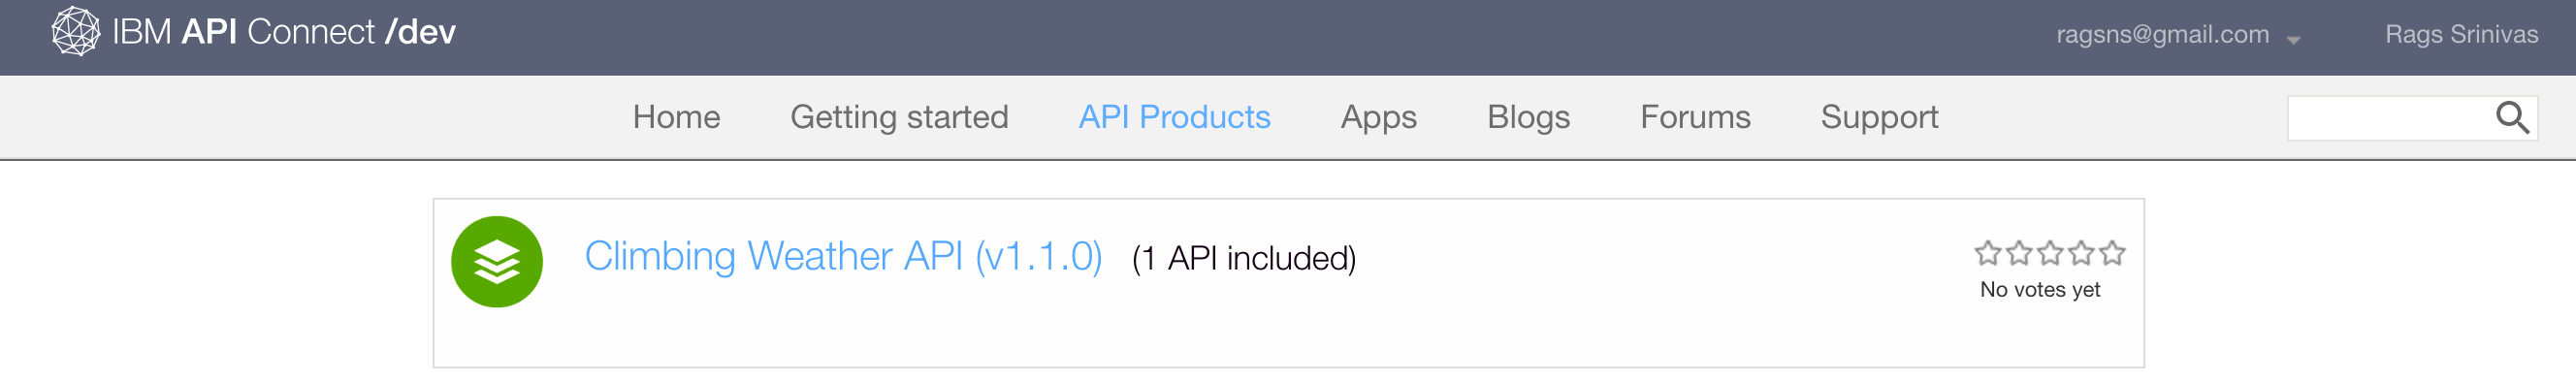 IBM API Connect /dev
ragsns@gmail.com
Rags Srinivas
Home Getting started API Products Apps Blogs Forums Support
Climbing Weather API (v1.1.0) (1 API included)
No votes yet